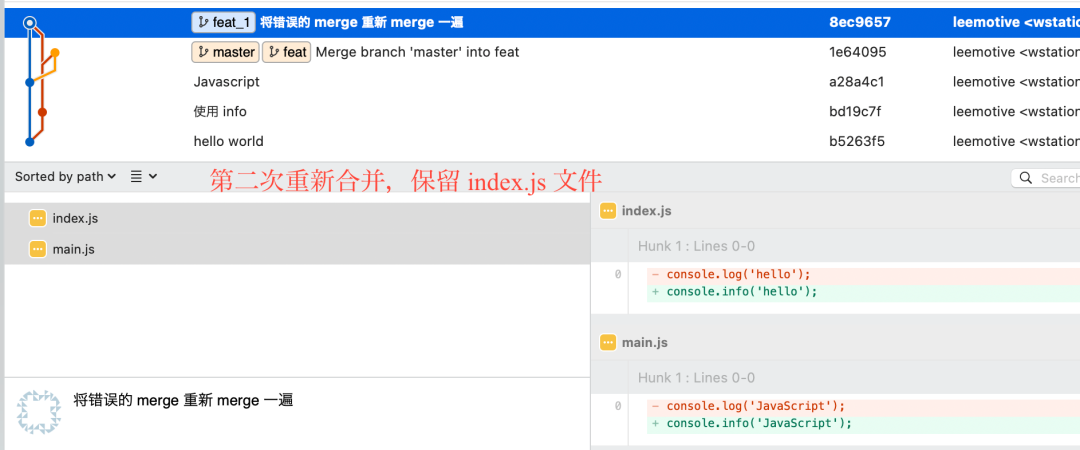 feat_1 将错误的 merge 重新 merge 一遍 8ec9657 leemotive <wstation
master feat Merge branch 'master' into feat 1e64095 leemotive <wstation
Javascript a28a4c1 leemotive <wstation
使用 info bd19c7f leemotive <wstation
hello world b5263f5 leemotive <wstation
Sorted by path 第二次重新合并，保留 index.js 文件 Search
index.js
main.js
将错误的 merge 重新 merge 一遍
index.js
Hunk 1 : Lines 0-0
0 - console.log('hello');
+ console.info('hello');
main.js
Hunk 1 : Lines 0-0
0 - console.log('JavaScript');
+ console.info('JavaScript');